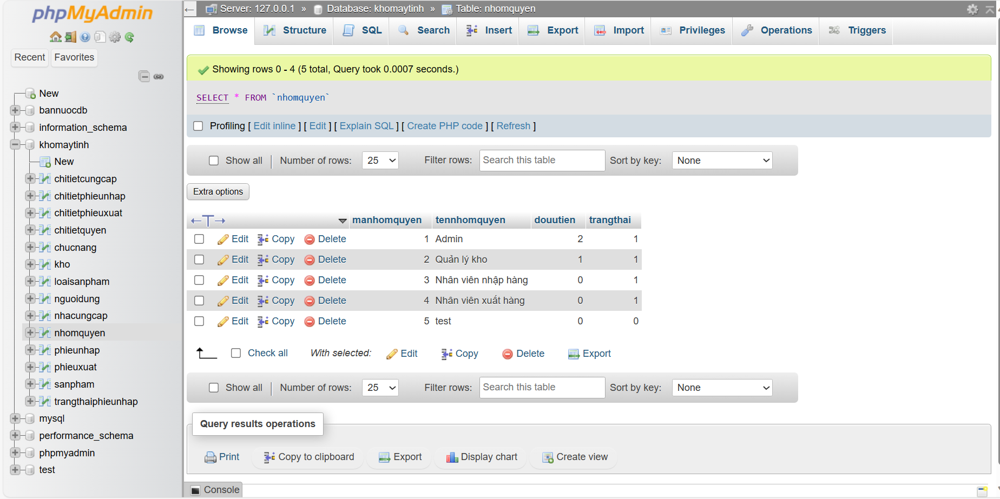 phpMyAdmin
Recent
Favorites
New
bannuocdb
information_schema
khomaytinh
New
chitietcungcap
chitietphieunhap
chitietphieuxuat
chitietquyen
chucnang
kho
loaisanpham
nguoidung
nhacungcap
nhomquyen
phieunhap
phieuxuat
sanpham
trangthaiphieunhap
mysql
performance_schema
phpmyadmin
test
Server: 127.0.0.1 » Database: khomaytinh » Table: nhomquyen
Browse Structure SQL Search Insert Export Import Privileges Operations Triggers
Showing rows 0 - 4 (5 total, Query took 0.0007 seconds.)
SELECT * FROM `nhomquyen`
Profiling [ Edit inline ] [ Edit ] [ Explain SQL ] [ Create PHP code ] [ Refresh ]
Show all | Number of rows: 25 Filter rows: Search this table Sort by key: None
Extra options
←T→ manhomquyen tennhomquyen douutien trangthai
Edit Copy Delete 1 Admin 2 1
Edit Copy Delete 2 Quản lý kho 1 1
Edit Copy Delete 3 Nhân viên nhập hàng 0 1
Edit Copy Delete 4 Nhân viên xuất hàng 0 1
Edit Copy Delete 5 test 0 0
Check all With selected: Edit Copy Delete Export
Show all | Number of rows: 25 Filter rows: Search this table Sort by key: None
Query results operations
Print Copy to clipboard Export Display chart Create view
Console